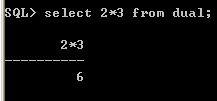 SQL> select 2*3 from dual;
2*3
----------
6